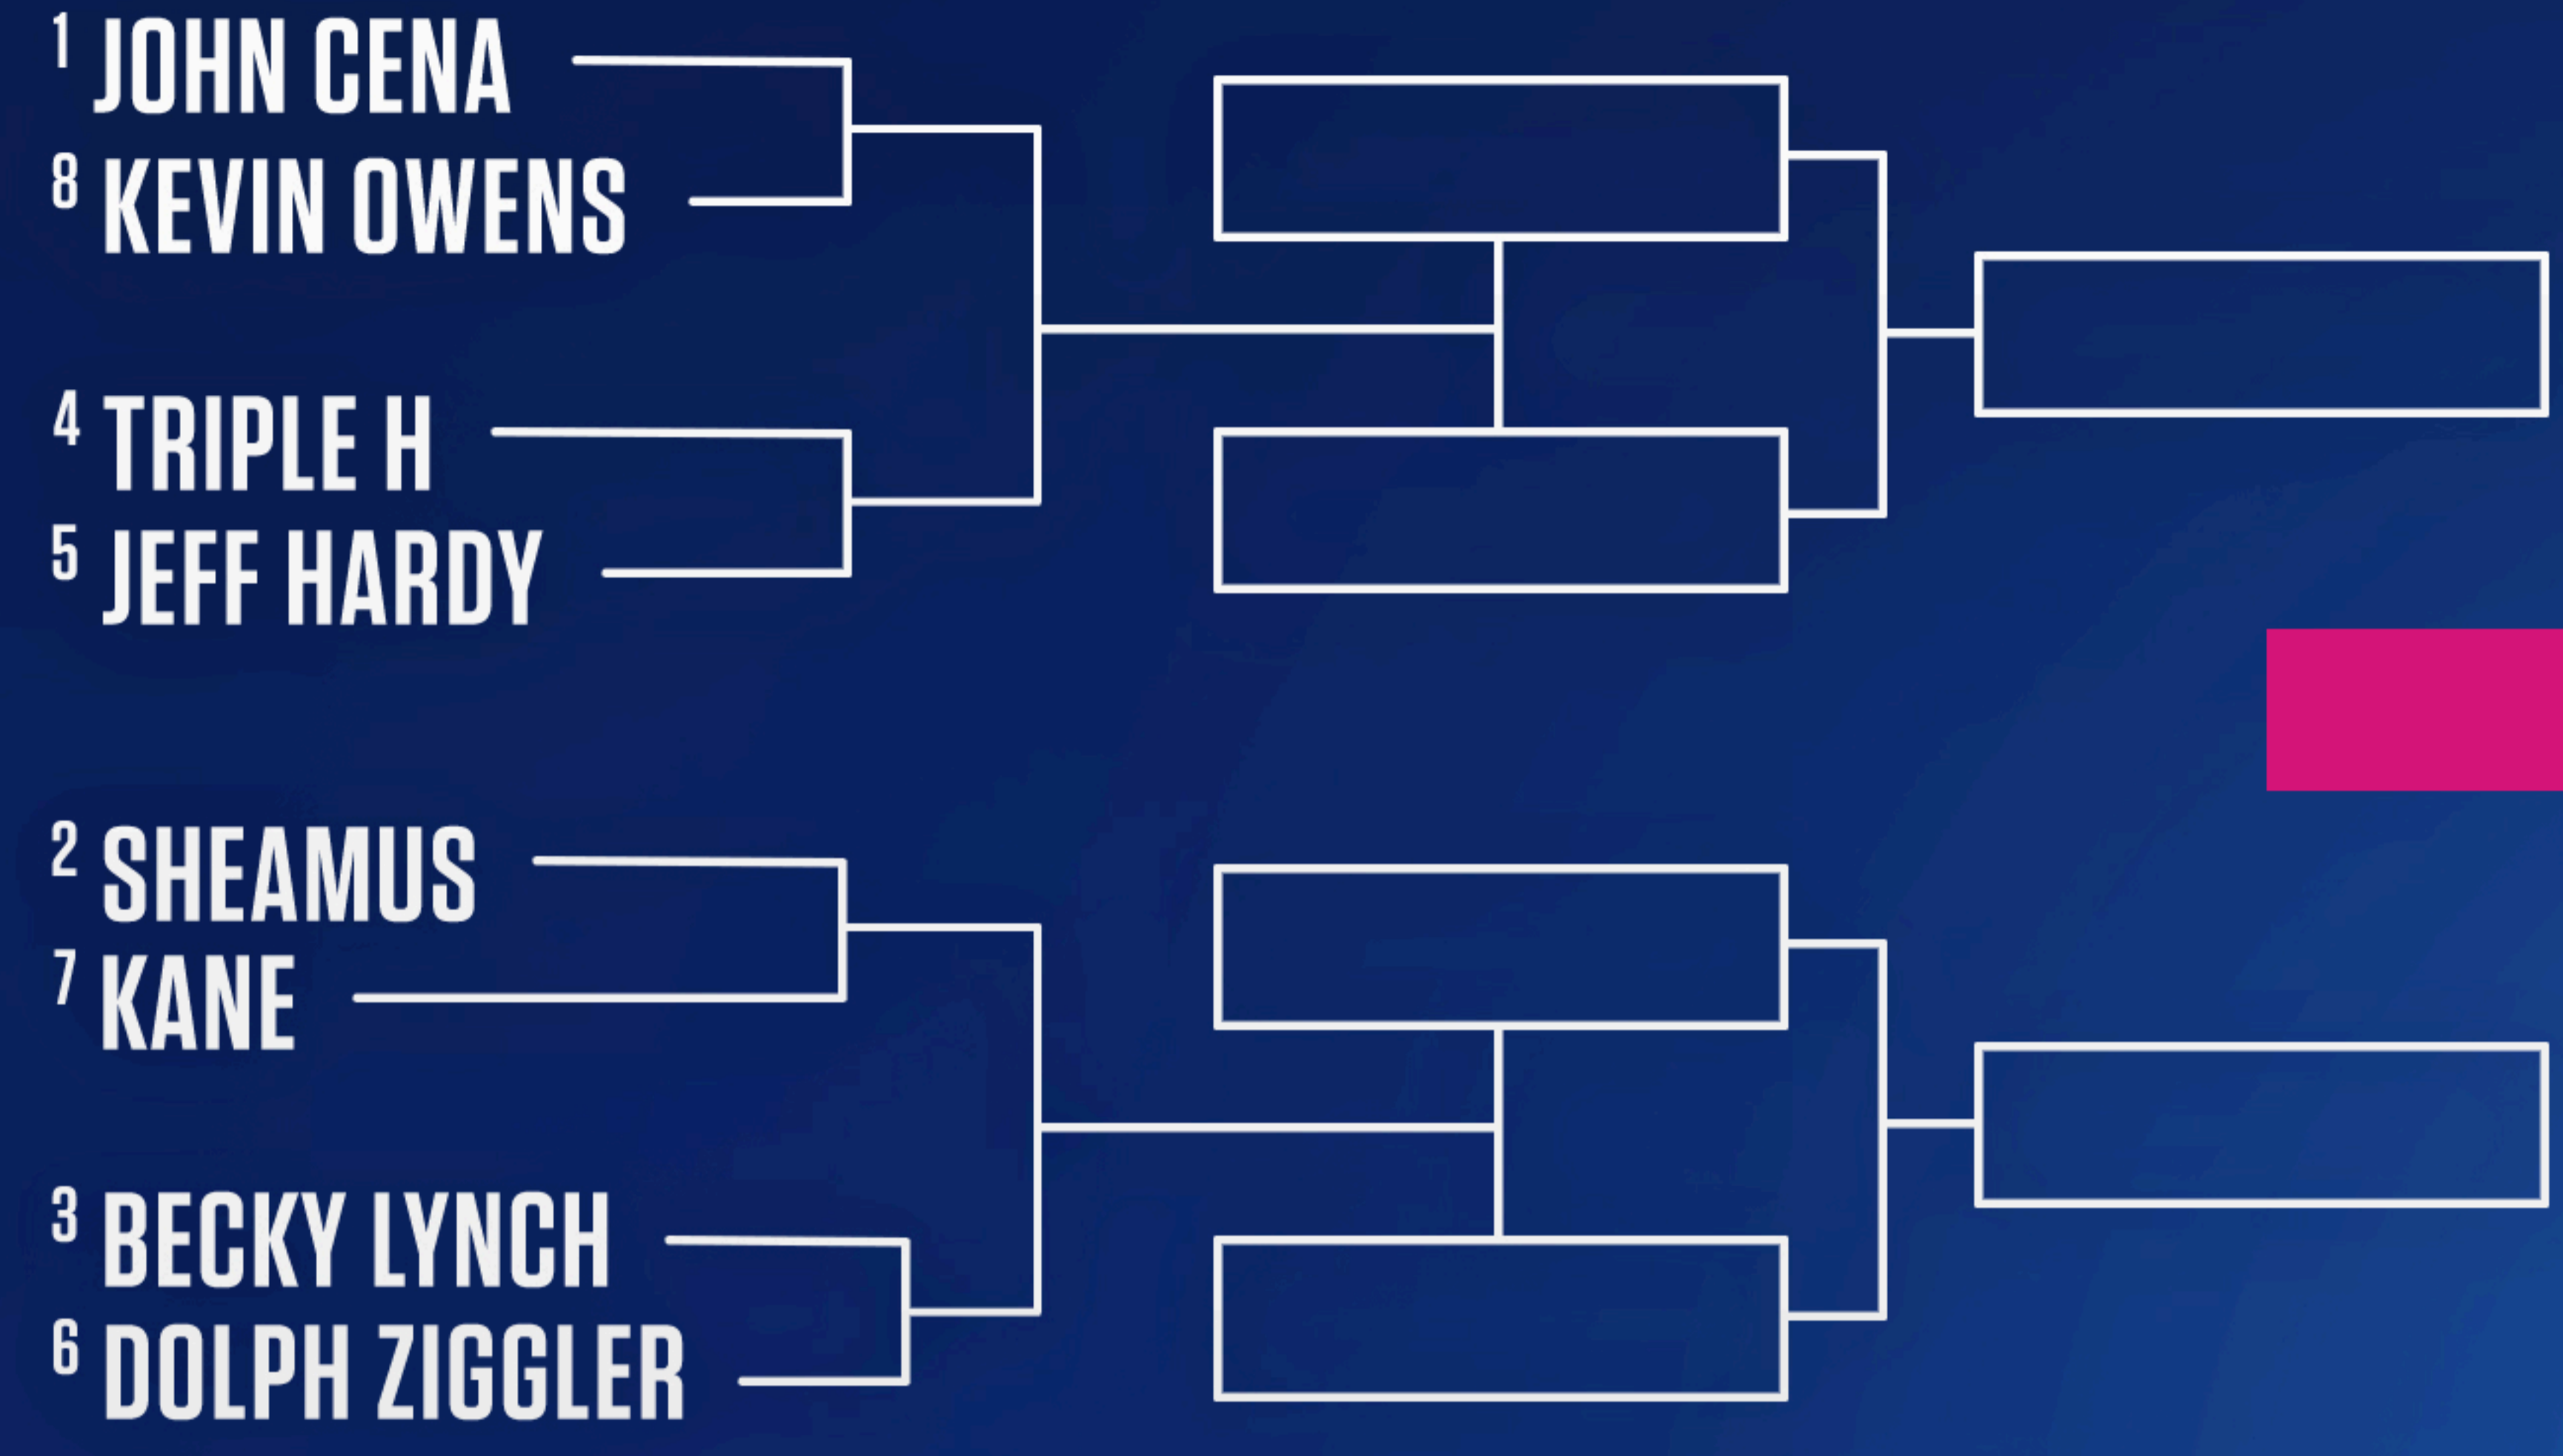 1 JOHN CENA
8 KEVIN OWENS
4 TRIPLE H
5 JEFF HARDY
2 SHEAMUS
7 KANE
3 BECKY LYNCH
6 DOLPH ZIGGLER